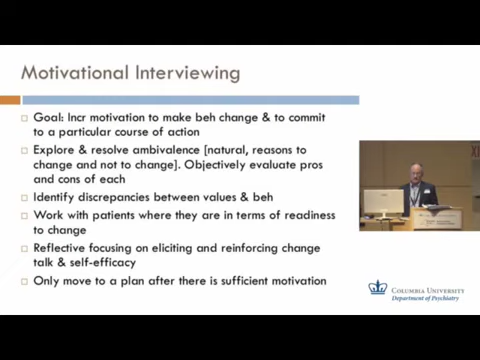 Motivational Interviewing
Goal: Incr motivation to make beh change & to commit
to a particular course of action
Explore & resolve ambivalence [natural, reasons to
change and not to change]. Objectively evaluate pros
and cons of each
Identify discrepancies between values & beh
Work with patients where they are in terms of readiness
to change
Reflective focusing on eliciting and reinforcing change
talk & self-efficacy
Only move to a plan after there is sufficient motivation
COLUMBIA UNIVERSITY
Department of Psychiatry